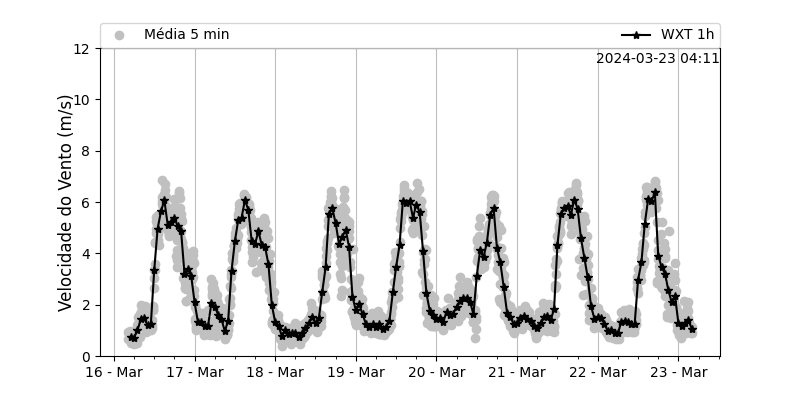 Média 5 min
WXT 1h
2024-03-23 04:11
Velocidade do Vento (m/s)
12
10
8
6
4
2
0
16 - Mar 17 - Mar 18 - Mar 19 - Mar 20 - Mar 21 - Mar 22 - Mar 23 - Mar